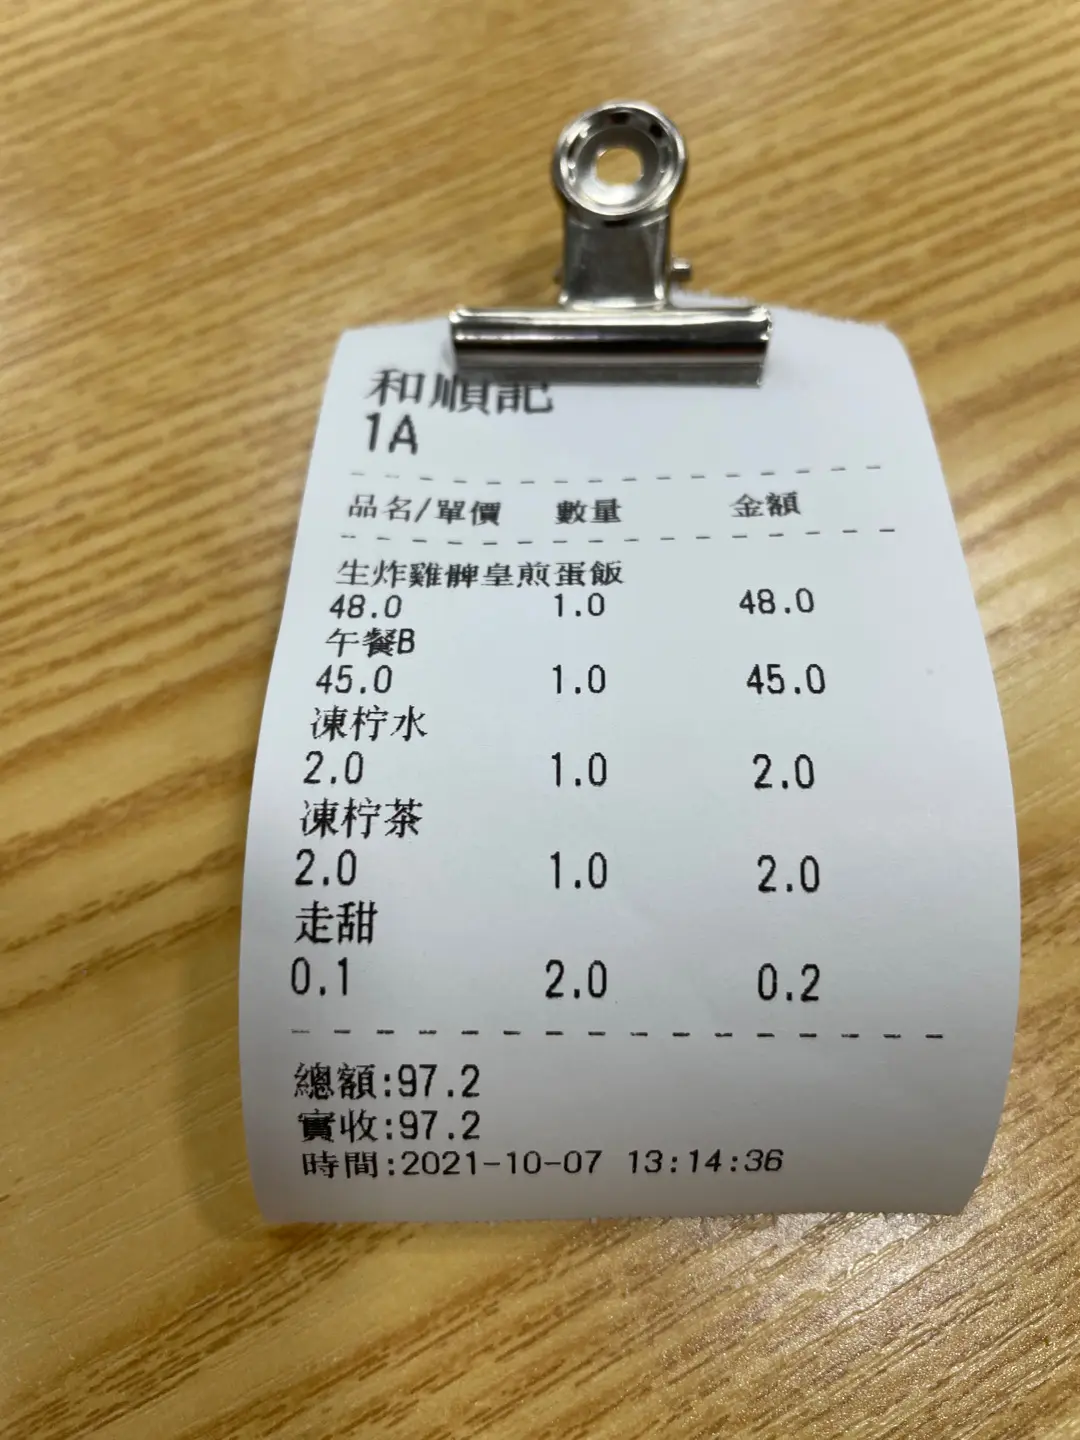 和順記
1A
品名/單價 數量 金額
生炸雞髀皇煎蛋飯
48.0 1.0 48.0
午餐B
45.0 1.0 45.0
凍柠水
2.0 1.0 2.0
凍柠茶
2.0 1.0 2.0
走甜
0.1 2.0 0.2
總額:97.2
實收:97.2
時間:2021-10-07 13:14:36